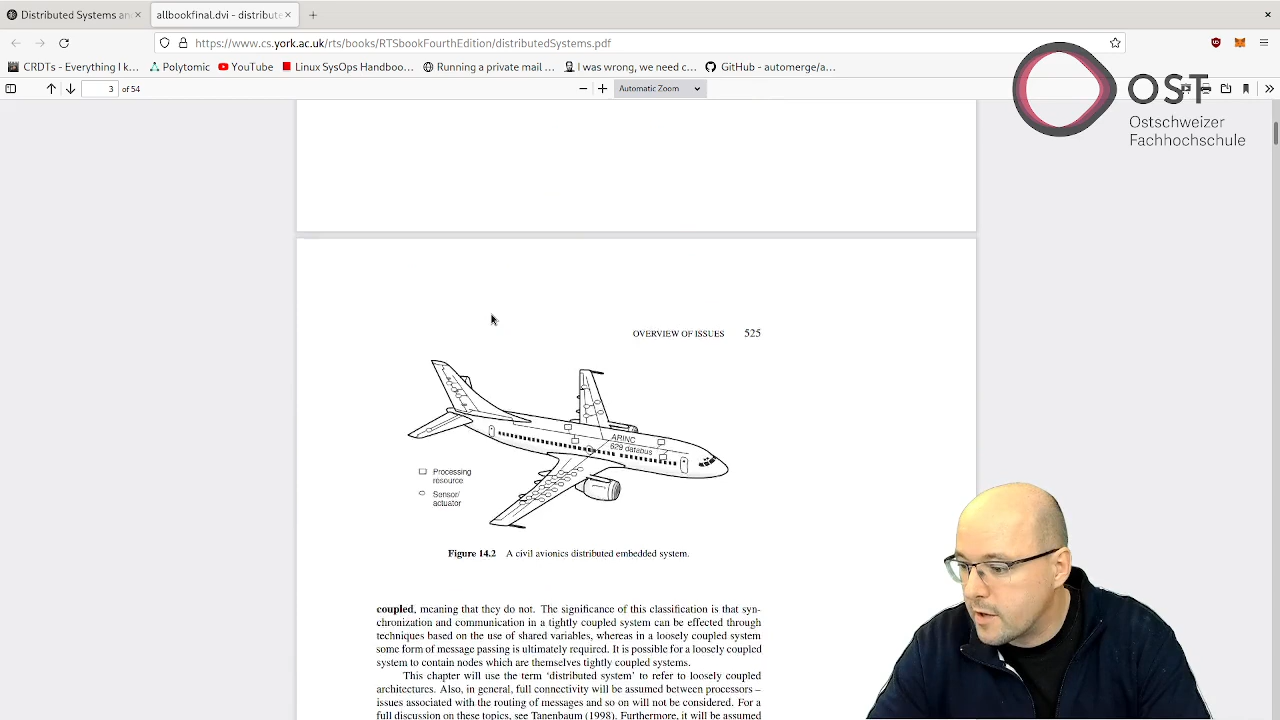 Distributed Systems an
allbookfinal.dvi - distribute
https://www.cs.york.ac.uk/rts/books/RTSbookFourthEdition/distributedSystems.pdf
CRDTs - Everything I k…
Polytomic
YouTube
Linux SysOps Handboo…
Running a private mail …
I was wrong, we need c…
GitHub - automerge/a…
3 of 54
Automatic Zoom
OST
Ostschweizer
Fachhochschule
OVERVIEW OF ISSUES 525
ARINC
629 databus
Processing
resource
Sensor/
actuator
Figure 14.2 A civil avionics distributed embedded system.
coupled, meaning that they do not. The significance of this classification is that syn-
chronization and communication in a tightly coupled system can be effected through
techniques based on the use of shared variables, whereas in a loosely coupled system
some form of message passing is ultimately required. It is possible for a loosely coupled
system to contain nodes which are themselves tightly coupled systems.
This chapter will use the term ‘distributed system’ to refer to loosely coupled
architectures. Also, in general, full connectivity will be assumed between processors –
issues associated with the routing of messages and so on will not be considered. For a
full discussion on these topics, see Tanenbaum (1998). Furthermore, it will be assumed